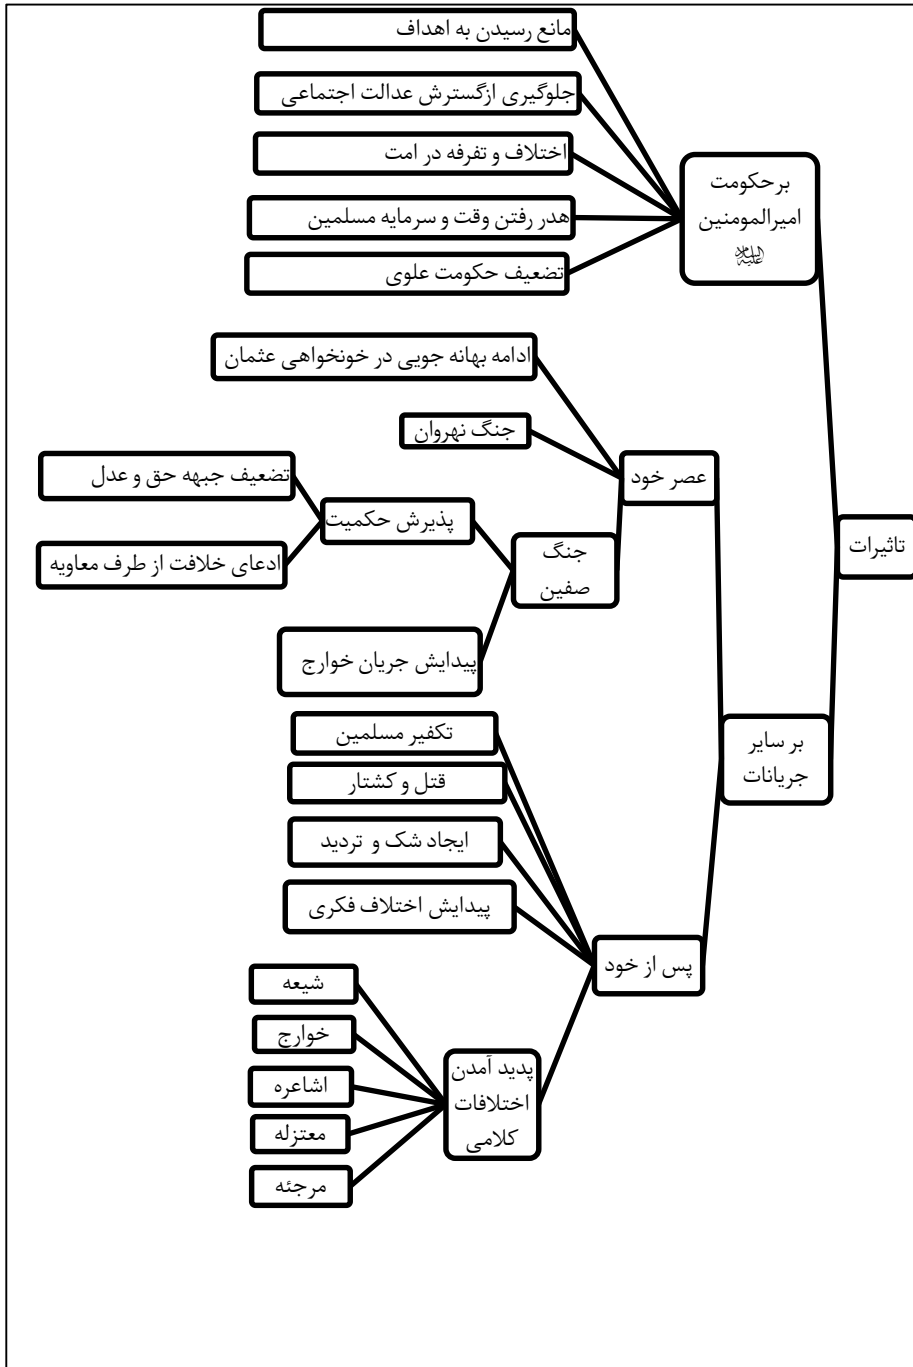 تاثیرات
برحکومت
امیرالمومنین
علیه‌السلام
مانع رسیدن به اهداف
جلوگیری ازگسترش عدالت اجتماعی
اختلاف و تفرفه در امت
هدر رفتن وقت و سرمایه مسلمین
تضعیف حکومت علوی
بر سایر
جریانات
عصر خود
ادامه بهانه جویی در خونخواهی عثمان
جنگ نهروان
جنگ
صفین
پذیرش حکمیت
تضعیف جبهه حق و عدل
ادعای خلافت از طرف معاویه
پیدایش جریان خوارج
پس از خود
تکفیر مسلمین
قتل و کشتار
ایجاد شک و تردید
پیدایش اختلاف فکری
پدید آمدن
اختلافات
کلامی
شیعه
خوارج
اشاعره
معتزله
مرجئه